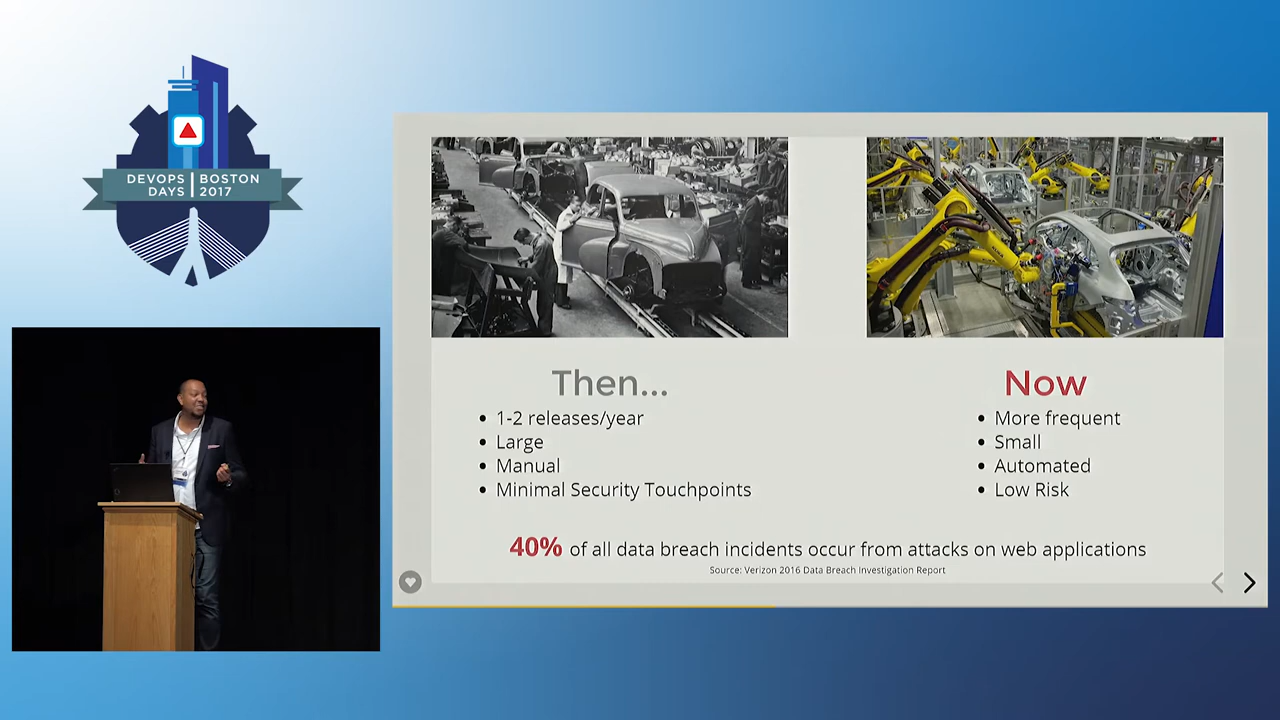 DEVOPS | BOSTON
DAYS | 2017
Then...
• 1-2 releases/year
• Large
• Manual
• Minimal Security Touchpoints
Now
• More frequent
• Small
• Automated
• Low Risk
40% of all data breach incidents occur from attacks on web applications
Source: Verizon 2016 Data Breach Investigation Report